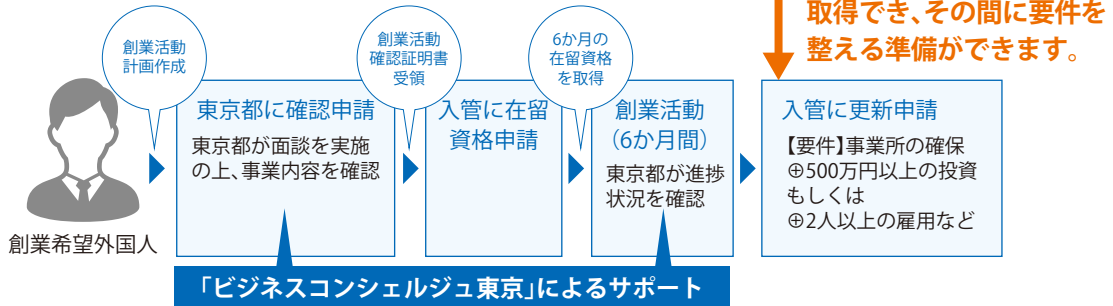 取得でき、その間に要件を
整える準備ができます。
創業活動
計画作成
創業活動
確認証明書
受領
6か月の
在留資格
を取得
東京都に確認申請
東京都が面談を実施
の上、事業内容を確認
入管に在留
資格申請
創業活動
(6か月間)
東京都が進捗
状況を確認
入管に更新申請
【要件】事業所の確保
⊕500万円以上の投資
もしくは
⊕2人以上の雇用など
創業希望外国人
「ビジネスコンシェルジュ東京」によるサポート